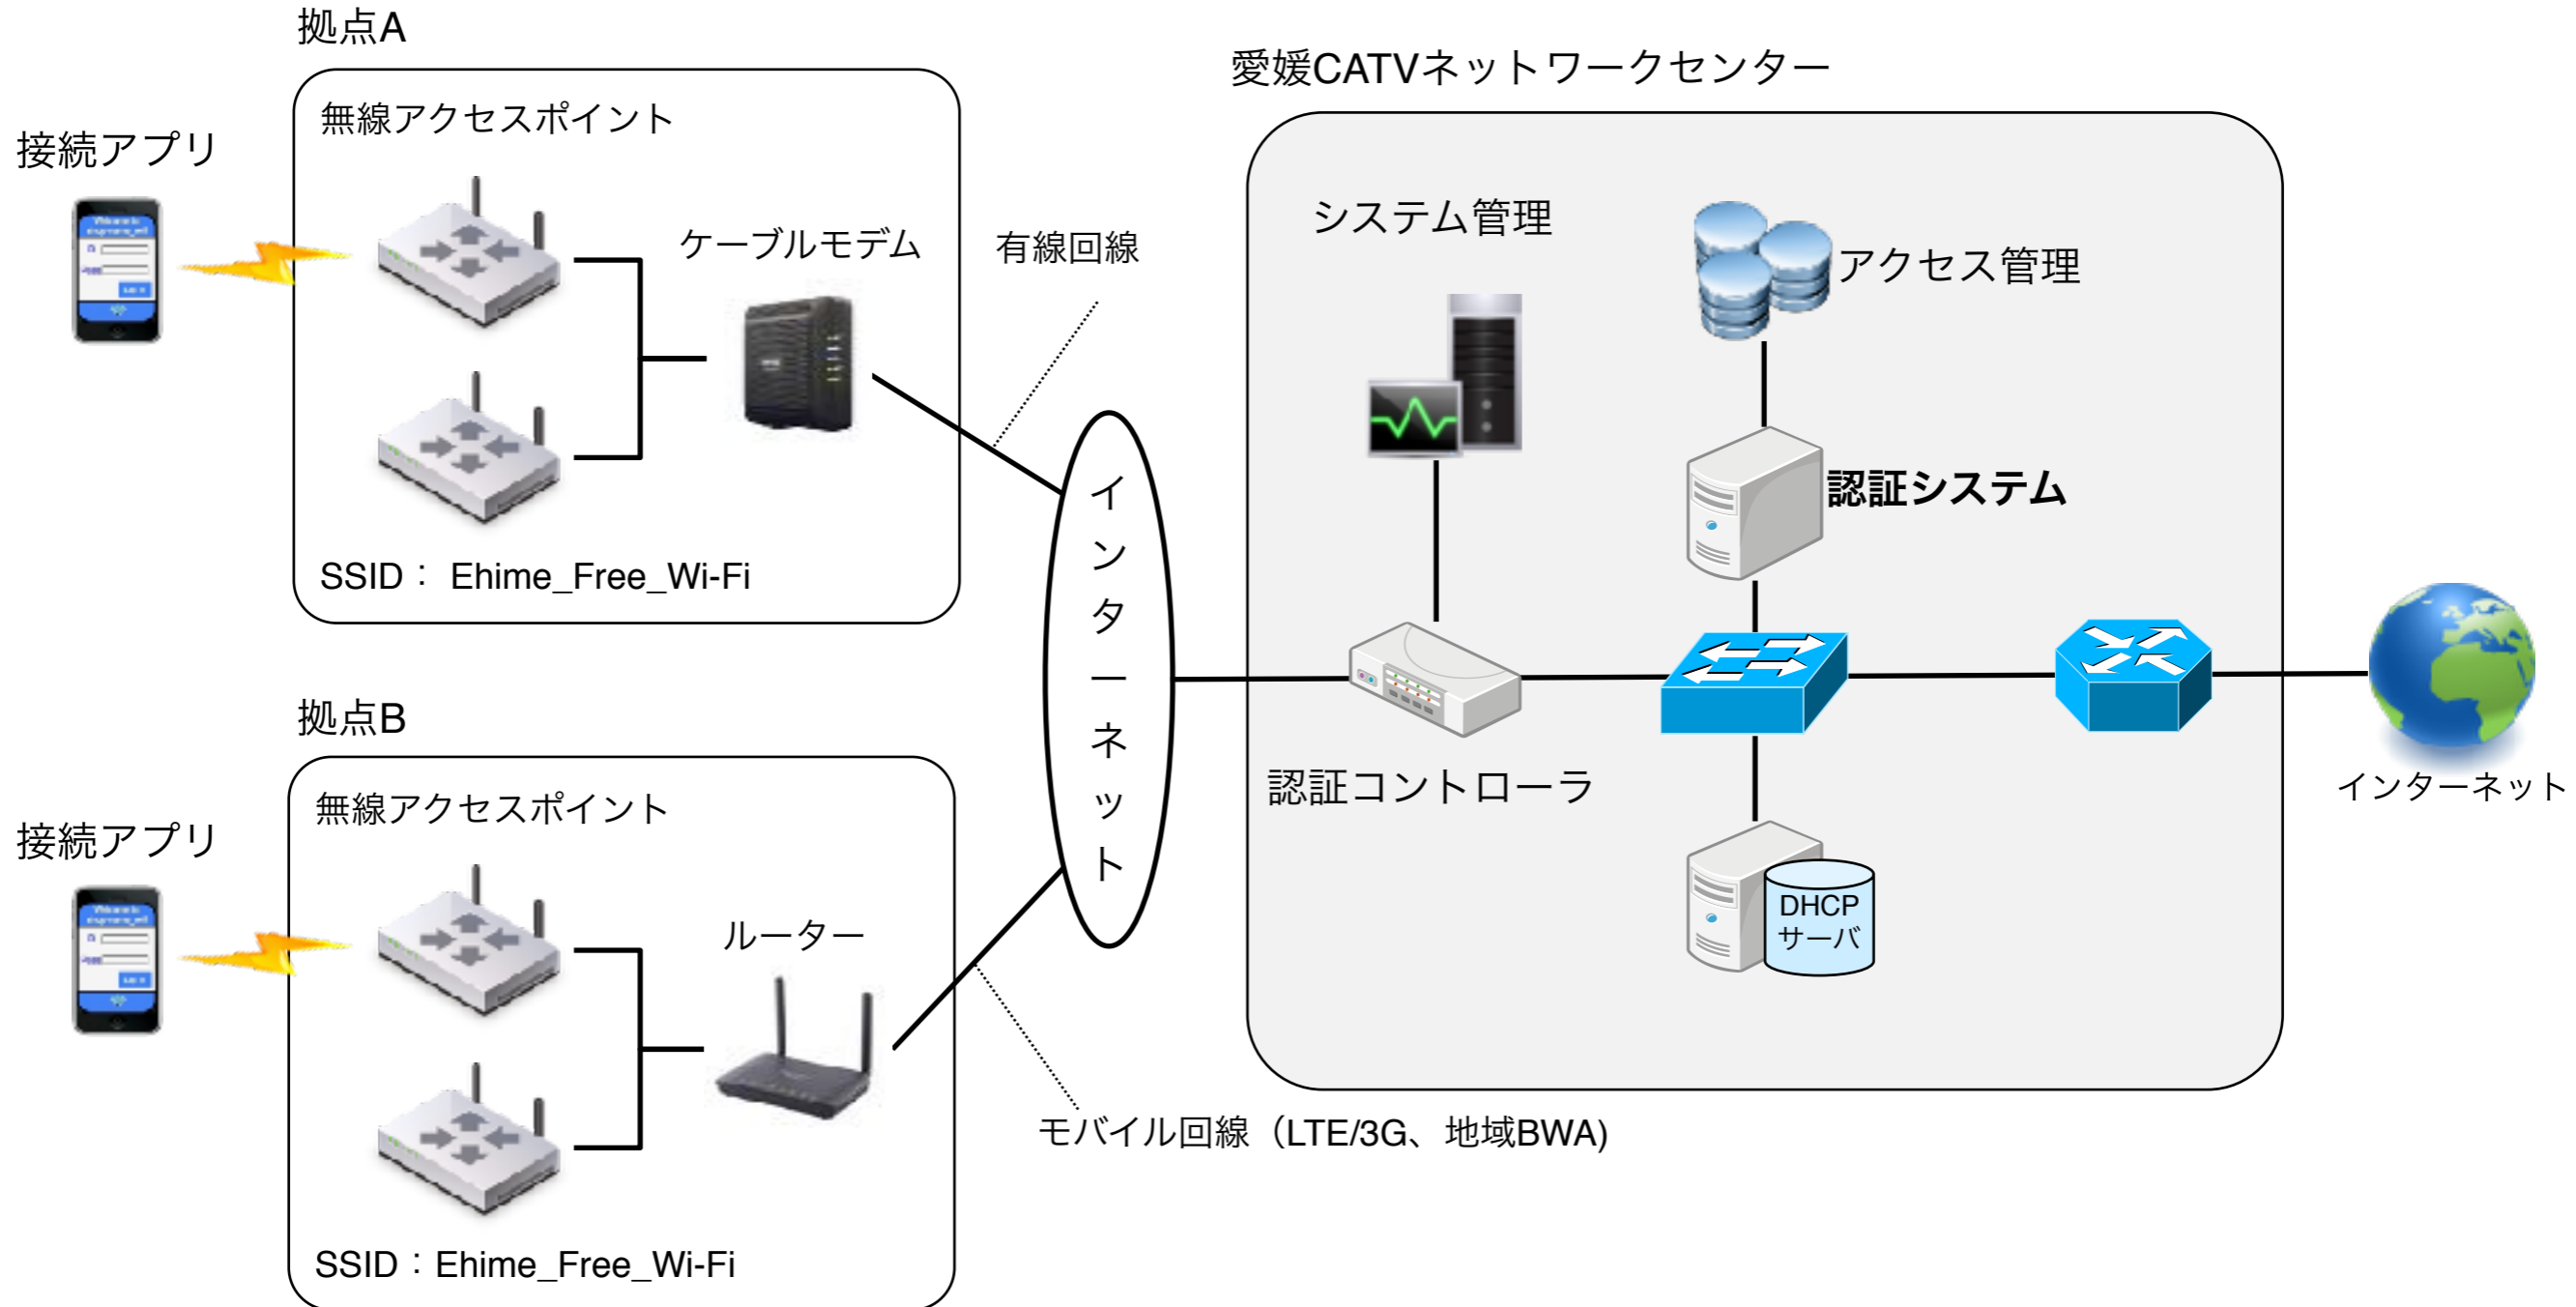 拠点A
無線アクセスポイント
接続アプリ
ケーブルモデム
有線回線
SSID： Ehime_Free_Wi-Fi
拠点B
無線アクセスポイント
接続アプリ
ルーター
モバイル回線（LTE/3G、地域BWA)
SSID：Ehime_Free_Wi-Fi
インターネット
愛媛CATVネットワークセンター
システム管理
アクセス管理
認証システム
認証コントローラ
DHCP
サーバ
インターネット